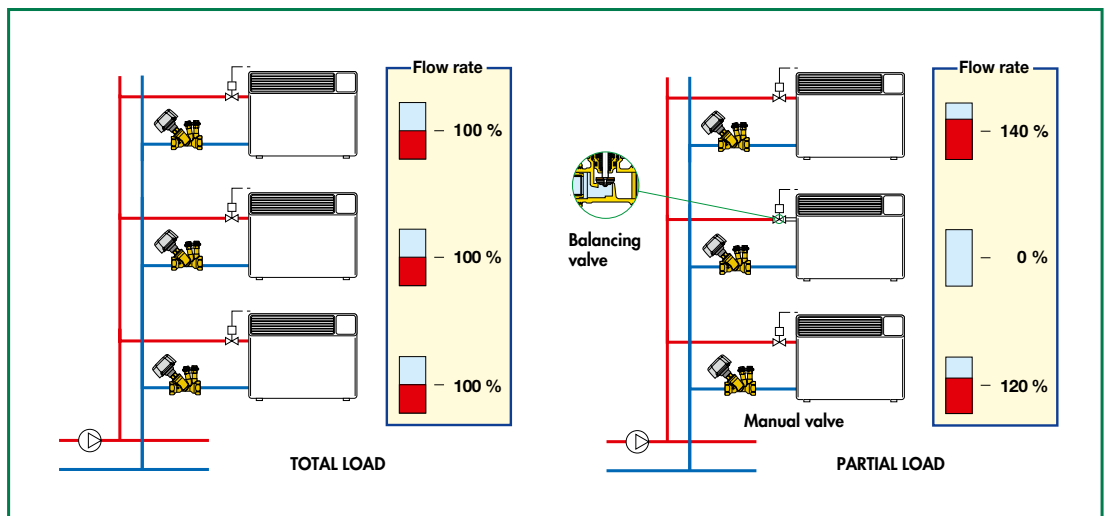 Flow rate
100 %
100 %
100 %
TOTAL LOAD
Flow rate
140 %
Balancing
valve
0 %
120 %
Manual valve
PARTIAL LOAD